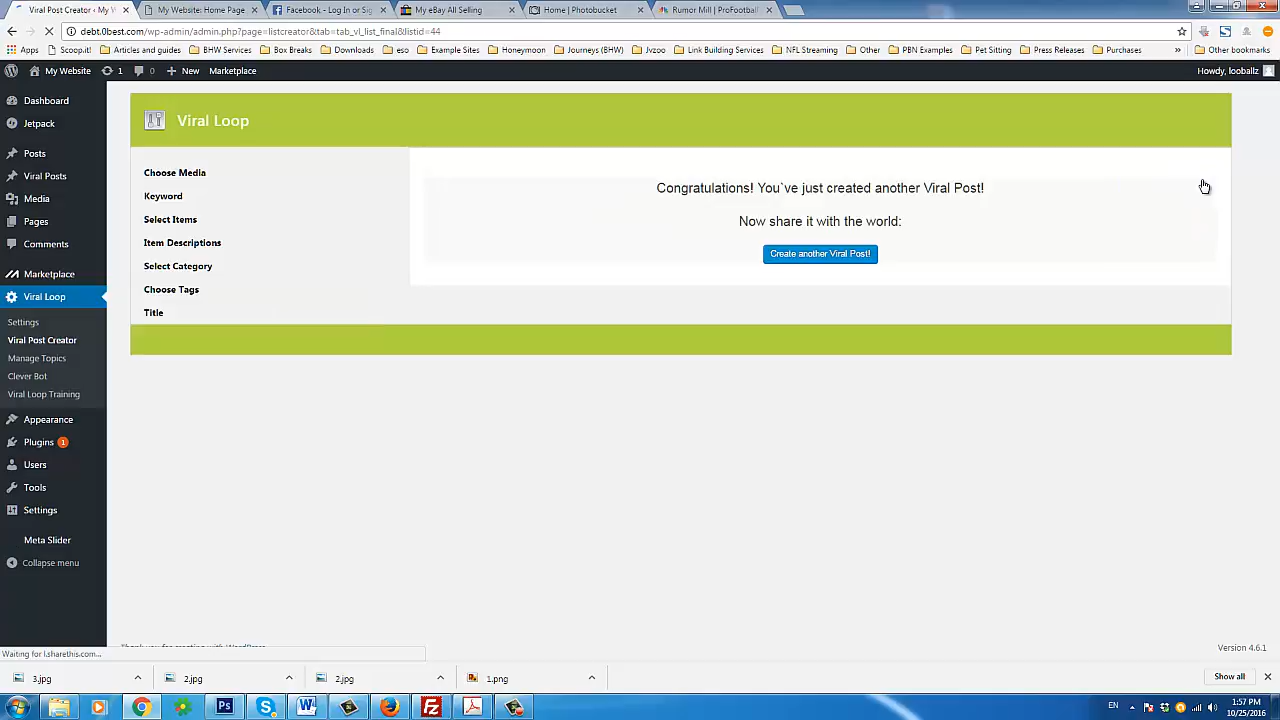 Viral Post Creator ‹ My W
My Website: Home Page
Facebook - Log In or Sig
My eBay All Selling
Home | Photobucket
Rumor Mill | ProFootball
debt.0best.com/wp-admin/admin.php?page=listcreator&tab=tab_vl_list_final&listid=44
Apps Scoop.it! Articles and guides BHW Services Box Breaks Downloads eso Example Sites Honeymoon Journeys (BHW) Jvzoo Link Building Services NFL Streaming Other PBN Examples Pet Sitting Press Releases Purchases » Other bookmarks
My Website 1 0 New Marketplace Howdy, looballz
Dashboard
Jetpack
Posts
Viral Posts
Media
Pages
Comments
Marketplace
Viral Loop
Settings
Viral Post Creator
Manage Topics
Clever Bot
Viral Loop Training
Appearance
Plugins 1
Users
Tools
Settings
Meta Slider
Collapse menu
Viral Loop
Choose Media
Keyword
Select Items
Item Descriptions
Select Category
Choose Tags
Title
Congratulations! You`ve just created another Viral Post!
Now share it with the world:
Create another Viral Post!
Thank you for creating with WordPress
Version 4.6.1
Waiting for l.sharethis.com...
3.jpg 2.jpg 2.jpg 1.png Show all
EN 1:57 PM
10/25/2016